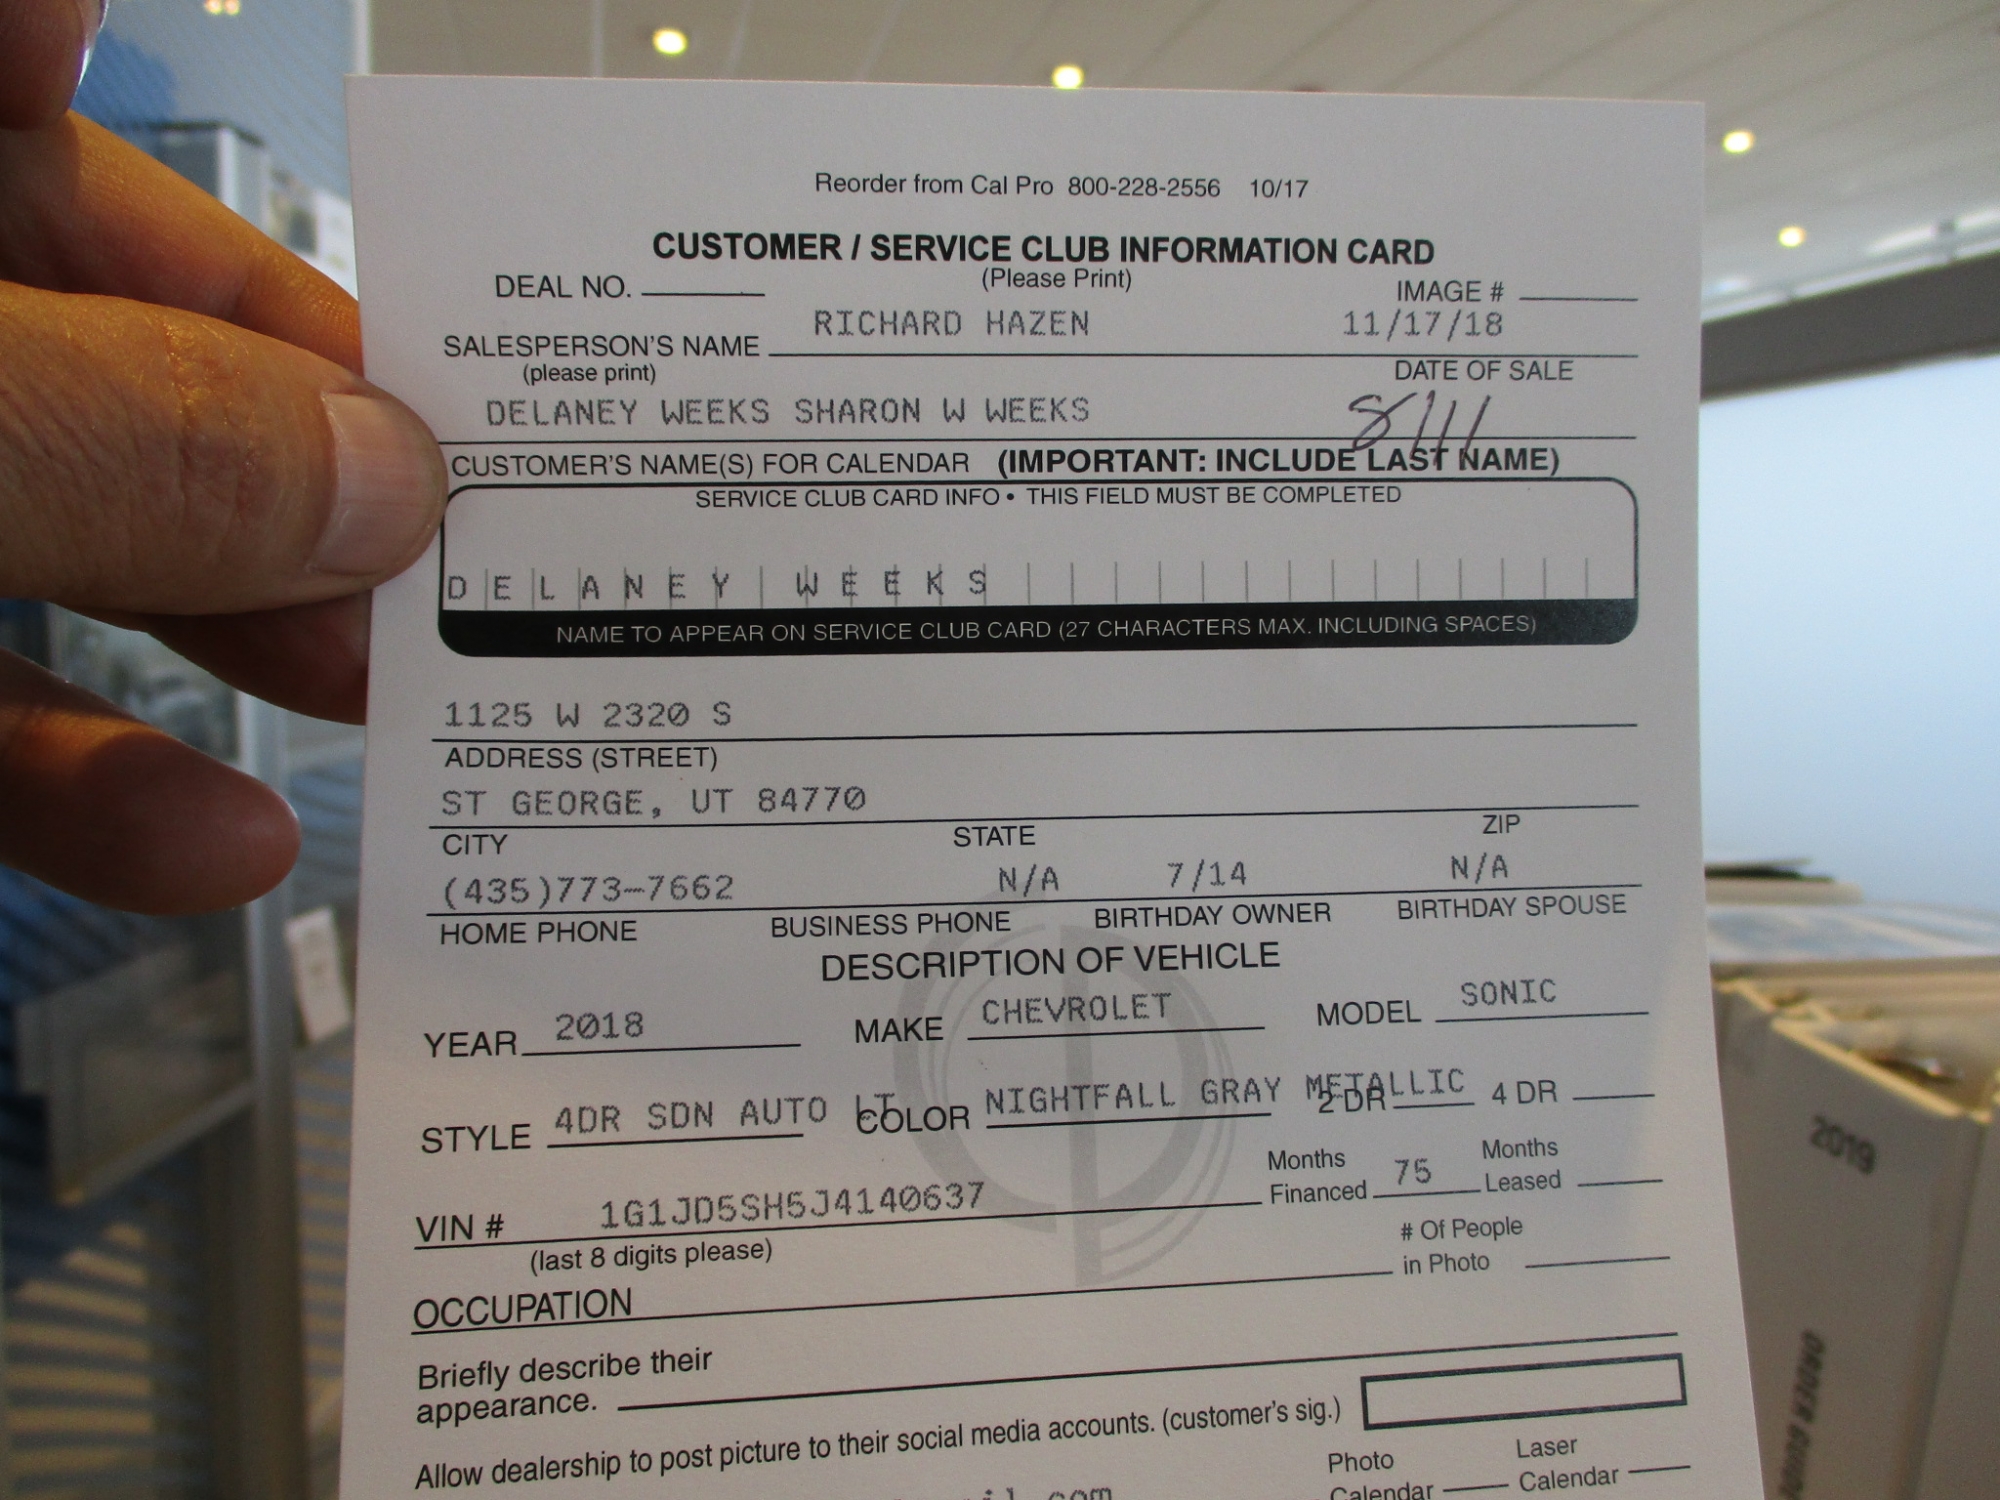 Reorder from Cal Pro 800-228-2556 10/17
CUSTOMER / SERVICE CLUB INFORMATION CARD
DEAL NO. (Please Print) IMAGE #
SALESPERSON'S NAME RICHARD HAZEN 11/17/18
(please print) DATE OF SALE
DELANEY WEEKS SHARON W WEEKS
CUSTOMER'S NAME(S) FOR CALENDAR (IMPORTANT: INCLUDE LAST NAME)
SERVICE CLUB CARD INFO • THIS FIELD MUST BE COMPLETED
DELANEY WEEKS
NAME TO APPEAR ON SERVICE CLUB CARD (27 CHARACTERS MAX. INCLUDING SPACES)
1125 W 2320 S
ADDRESS (STREET)
ST GEORGE, UT 84770
CITY STATE ZIP
(435)773-7662 N/A 7/14 N/A
HOME PHONE BUSINESS PHONE BIRTHDAY OWNER BIRTHDAY SPOUSE
DESCRIPTION OF VEHICLE
YEAR 2018 MAKE CHEVROLET MODEL SONIC
STYLE 4DR SDN AUTO LT COLOR NIGHTFALL GRAY METALLIC 2 DR 4 DR
VIN # 1G1JD5SH5J4140637 Months Financed 75 Months Leased
(last 8 digits please) # Of People in Photo
OCCUPATION
Briefly describe their
appearance.
Allow dealership to post picture to their social media accounts. (customer's sig.)
Photo Calendar Laser Calendar
2019